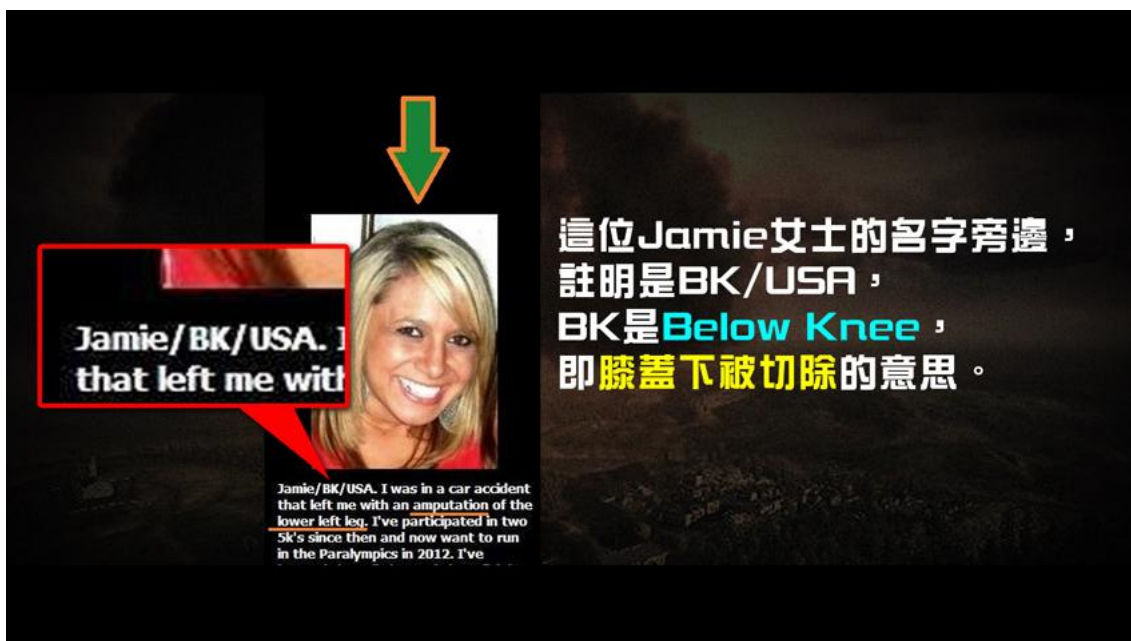 Jamie/BK/USA. I
that left me with
Jamie/BK/USA. I was in a car accident
that left me with an amputation of the
lower left leg. I've participated in two
5k's since then and now want to run
in the Paralympics in 2012. I've
這位Jamie女士的名字旁邊，
註明是BK/USA，
BK是Below Knee，
即膝蓋下被切除的意思。